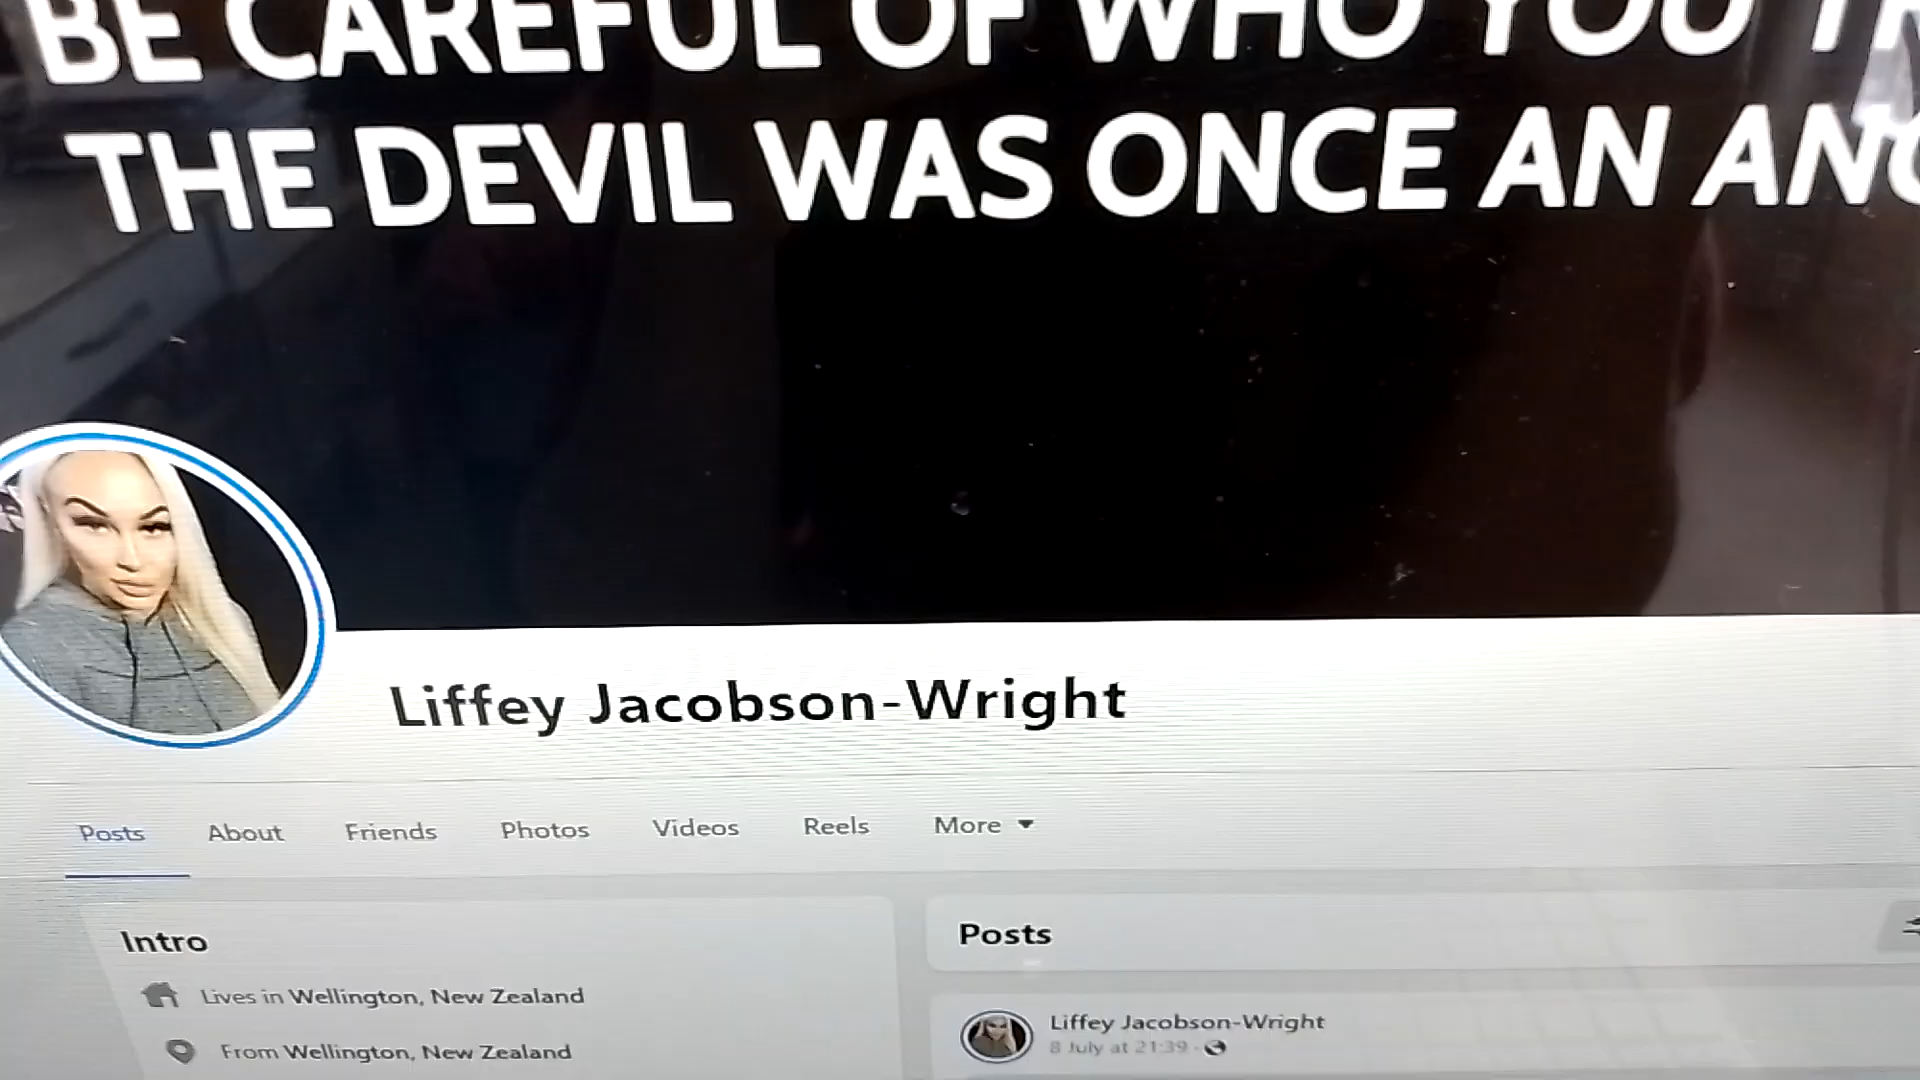 BE CAREFUL OF WHO YOU
THE DEVIL WAS ONCE AN
Liffey Jacobson-Wright
Posts About Friends Photos Videos Reels More
Intro
Lives in Wellington, New Zealand
From Wellington, New Zealand
Posts
Liffey Jacobson-Wright
8 July at 21:39